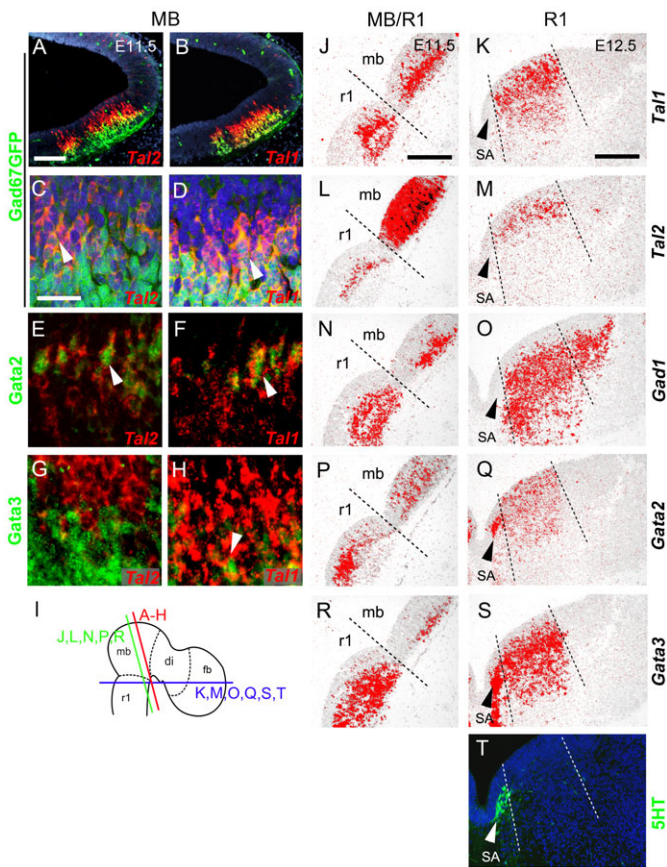 MB
MB/R1
R1
A
E11.5
B
Tal2
Tal1
J
E11.5
mb
r1
K
E12.5
SA
Tal1
Gad67GFP
C
Tal2
D
Tal1
L
mb
r1
M
SA
Tal2
Gata2
E
Tal2
F
Tal1
N
mb
r1
O
SA
Gad1
Gata3
G
Tal2
H
Tal1
P
mb
r1
Q
SA
Gata2
I
A-H
J,L,N,P,R
mb
di
fb
r1
K,M,O,Q,S,T
R
mb
r1
S
SA
Gata3
T
SA
5HT